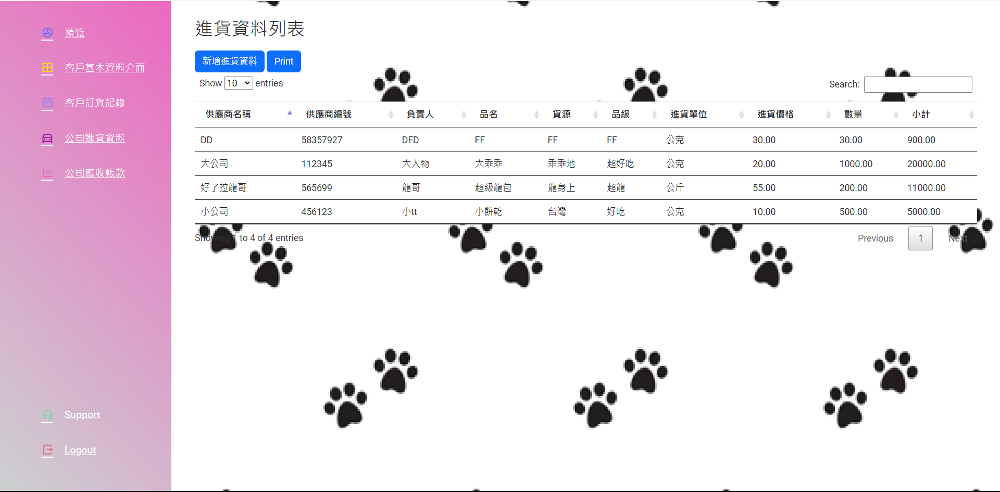 預覽
客戶基本資料介面
客戶訂貨記錄
公司進貨資料
公司應收帳款
Support
Logout
進貨資料列表
新增進貨資料 Print
Show 10 entries Search:
供應商名稱 供應商編號 負責人 品名 貨源 品級 進貨單位 進貨價格 數量 小計
DD 58357927 DFD FF FF FF 公克 30.00 30.00 900.00
大公司 112345 大人物 大乖乖 乖乖地 超好吃 公克 20.00 1000.00 20000.00
好了拉龍哥 565699 龍哥 超級龍包 龍身上 超龍 公斤 55.00 200.00 11000.00
小公司 456123 小tt 小餅乾 台灣 好吃 公克 10.00 500.00 5000.00
Showing 1 to 4 of 4 entries Previous 1 Next